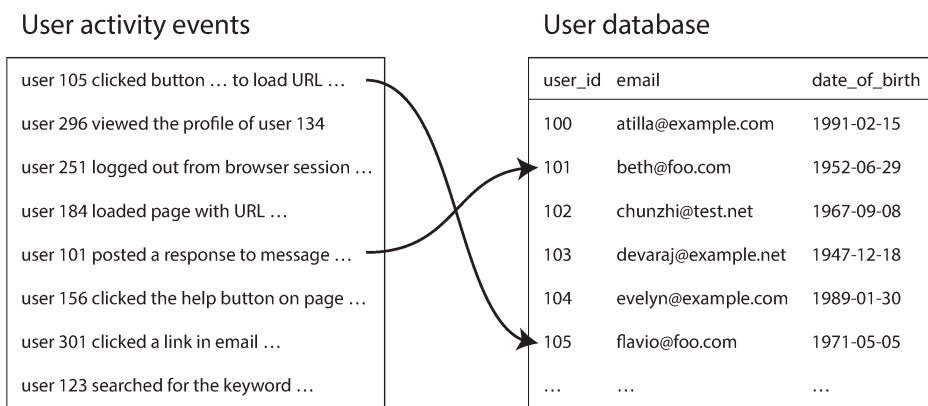 User activity events
user 105 clicked button … to load URL …
user 296 viewed the profile of user 134
user 251 logged out from browser session …
user 184 loaded page with URL …
user 101 posted a response to message …
user 156 clicked the help button on page …
user 301 clicked a link in email …
user 123 searched for the keyword …
User database
user_id email date_of_birth
100 atilla@example.com 1991-02-15
101 beth@foo.com 1952-06-29
102 chunzhi@test.net 1967-09-08
103 devaraj@example.net 1947-12-18
104 evelyn@example.com 1989-01-30
105 flavio@foo.com 1971-05-05
… … …